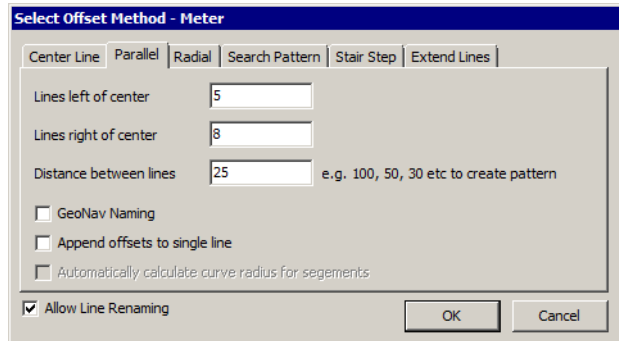 Select Offset Method - Meter
Center Line Parallel Radial Search Pattern Stair Step Extend Lines
Lines left of center 5
Lines right of center 8
Distance between lines 25 e.g. 100, 50, 30 etc to create pattern
GeoNav Naming
Append offsets to single line
Automatically calculate curve radius for segements
Allow Line Renaming OK Cancel